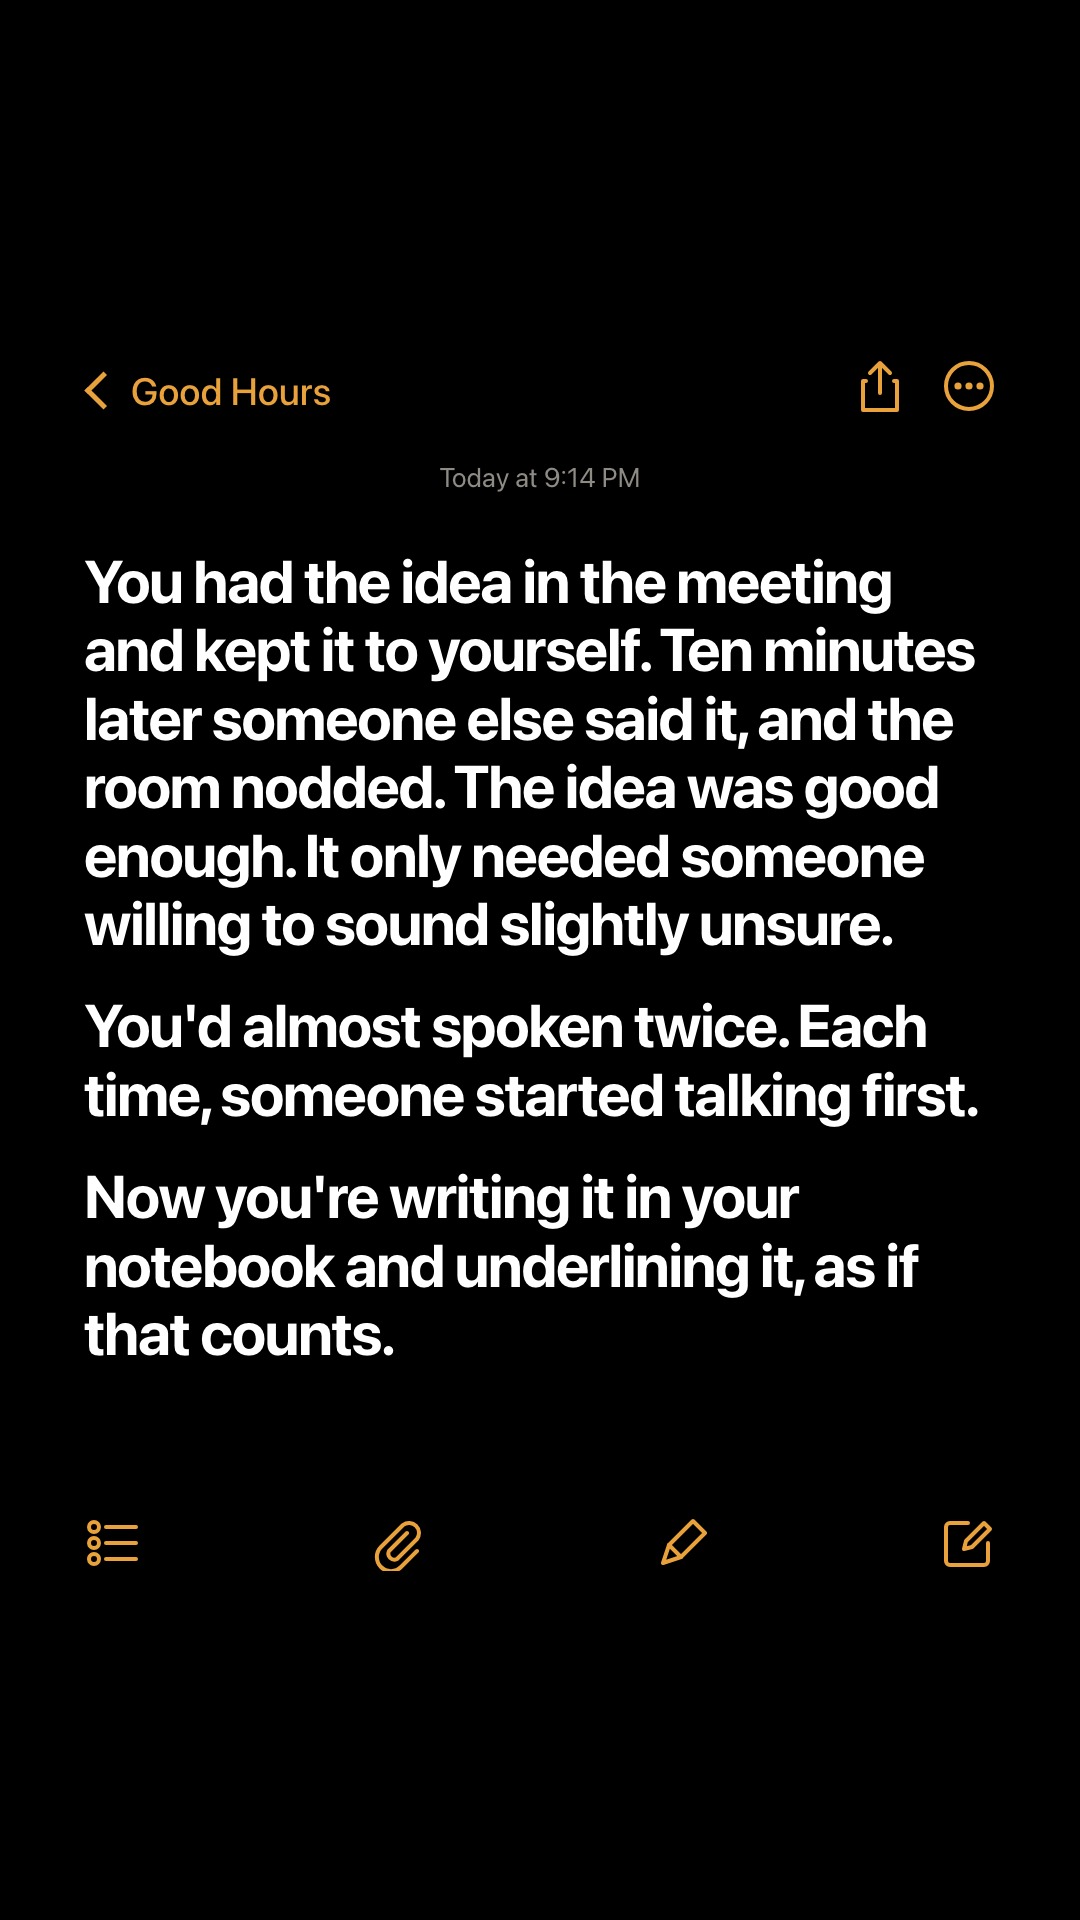 Good Hours
Today at 9:14 PM
You had the idea in the meeting
and kept it to yourself. Ten minutes
later someone else said it, and the
room nodded. The idea was good
enough. It only needed someone
willing to sound slightly unsure.
You'd almost spoken twice. Each
time, someone started talking first.
Now you're writing it in your
notebook and underlining it, as if
that counts.